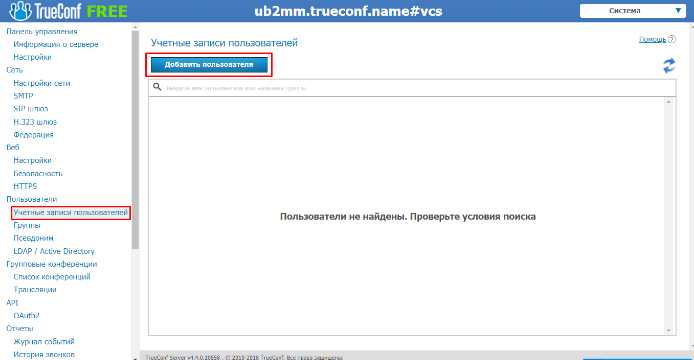 TrueConf FREE
ub2mm.trueconf.name#vcs
Система
Панель управления
Информация о сервере
Настройки
Сеть
Настройки сети
SMTP
SIP шлюз
H.323 шлюз
Федерация
Веб
Настройки
Безопасность
HTTPS
Пользователи
Учетные записи пользователей
Группы
Псевдоним
LDAP / Active Directory
Групповые конференции
Список конференций
Трансляции
API
OAuth2
Отчеты
Журнал событий
История звонков
Учетные записи пользователей
Помощь
Добавить пользователя
Введите имя пользователя или название группы
Пользователи не найдены. Проверьте условия поиска
TrueConf Server v4.4.0.10558 , © 2010-2018 TrueConf. Все права защищены.